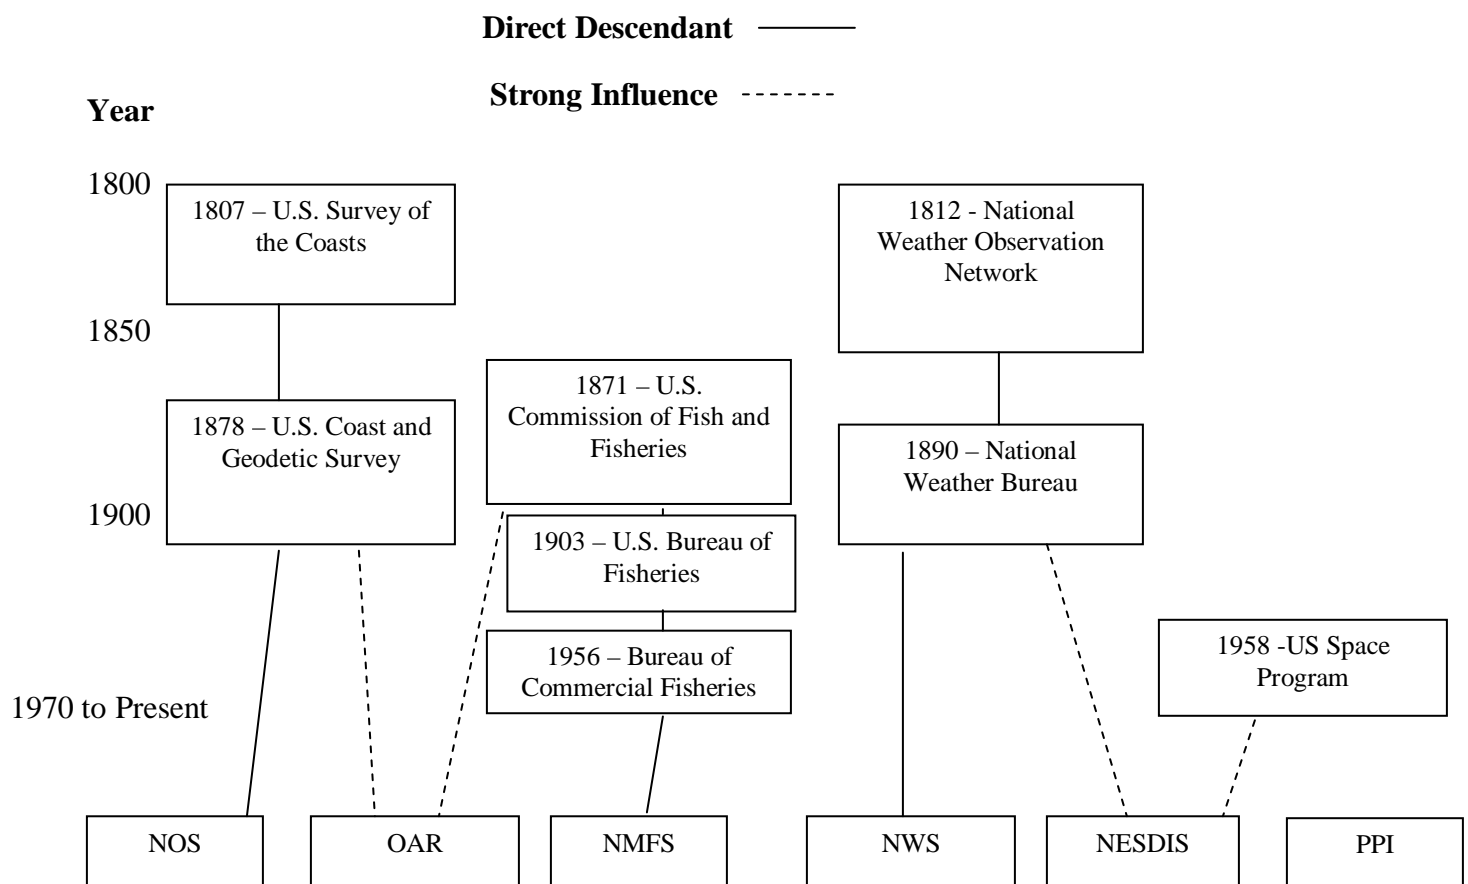 Direct Descendant
Strong Influence
Year
1800
1807 – U.S. Survey of
the Coasts
1812 - National
Weather Observation
Network
1850
1871 – U.S.
Commission of Fish and
Fisheries
1878 – U.S. Coast and
Geodetic Survey
1890 – National
Weather Bureau
1900
1903 – U.S. Bureau of
Fisheries
1956 – Bureau of
Commercial Fisheries
1958 -US Space
Program
1970 to Present
NOS
OAR
NMFS
NWS
NESDIS
PPI